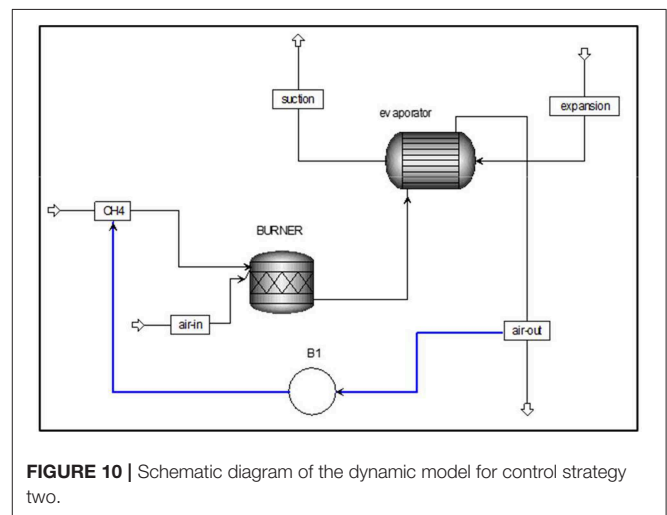 suction
expansion
evaporator
CH4
BURNER
air-in
air-out
B1
FIGURE 10 | Schematic diagram of the dynamic model for control strategy
two.